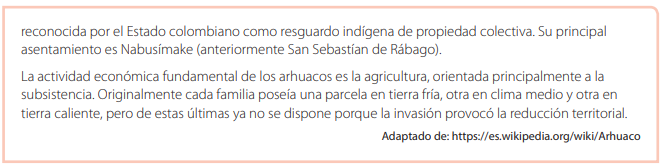 reconocida por el Estado colombiano como resguardo indígena de propiedad colectiva. Su principal
asentamiento es Nabusímake (anteriormente San Sebastían de Rábago).
La actividad económica fundamental de los arhuacos es la agricultura, orientada principalmente a la
subsistencia. Originalmente cada familia poseía una parcela en tierra fría, otra en clima medio y otra en
tierra caliente, pero de estas últimas ya no se dispone porque la invasión provocó la reducción territorial.
Adaptado de: https://es.wikipedia.org/wiki/Arhuaco